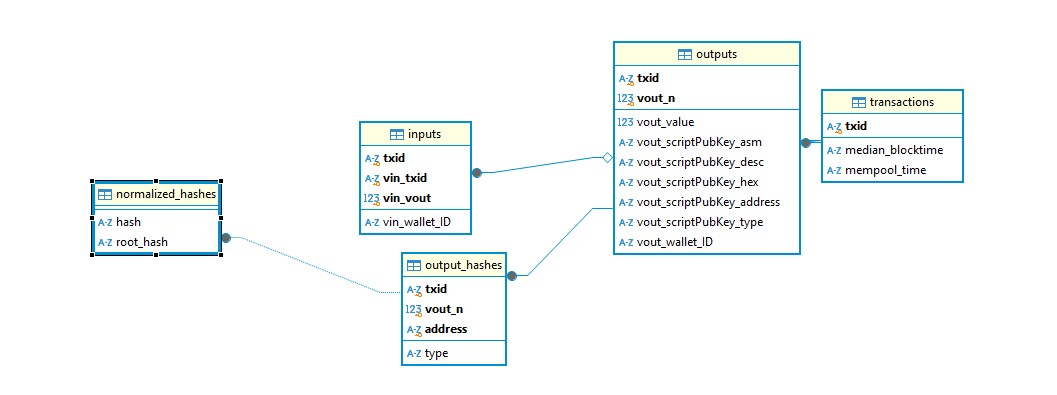 normalized_hashes
A-Z hash
A-Z root_hash
inputs
A-Z txid
A-Z vin_txid
123 vin_vout
A-Z vin_wallet_ID
output_hashes
A-Z txid
123 vout_n
A-Z address
A-Z type
outputs
A-Z txid
123 vout_n
123 vout_value
A-Z vout_scriptPubKey_asm
A-Z vout_scriptPubKey_desc
A-Z vout_scriptPubKey_hex
A-Z vout_scriptPubKey_address
A-Z vout_scriptPubKey_type
A-Z vout_wallet_ID
transactions
A-Z txid
A-Z median_blocktime
A-Z mempool_time